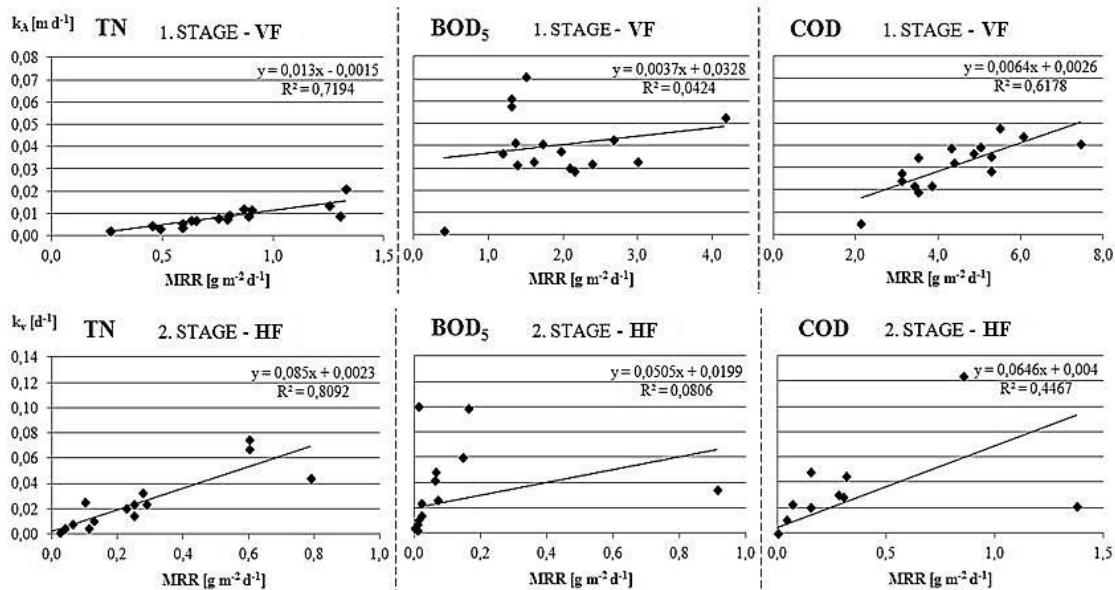 k_A [m d⁻¹] TN 1. STAGE - VF
y = 0,013x - 0,0015
R² = 0,7194
0,08
0,07
0,06
0,05
0,04
0,03
0,02
0,01
0,00
0,0 0,5 1,0 1,5
MRR [g m⁻² d⁻¹]
BOD₅ 1. STAGE - VF
y = 0,0037x + 0,0328
R² = 0,0424
0,0 1,0 2,0 3,0 4,0
MRR [g m⁻² d⁻¹]
COD 1. STAGE - VF
y = 0,0064x + 0,0026
R² = 0,6178
0,0 2,0 4,0 6,0 8,0
MRR [g m⁻² d⁻¹]
k_v [d⁻¹] TN 2. STAGE - HF
y = 0,085x + 0,0023
R² = 0,8092
0,14
0,12
0,10
0,08
0,06
0,04
0,02
0,00
0,0 0,2 0,4 0,6 0,8 1,0
MRR [g m⁻² d⁻¹]
BOD₅ 2. STAGE - HF
y = 0,0505x + 0,0199
R² = 0,0806
0,0 0,2 0,4 0,6 0,8 1,0
MRR [g m⁻² d⁻¹]
COD 2. STAGE - HF
y = 0,0646x + 0,004
R² = 0,4467
0,0 0,5 1,0 1,5
MRR [g m⁻² d⁻¹]